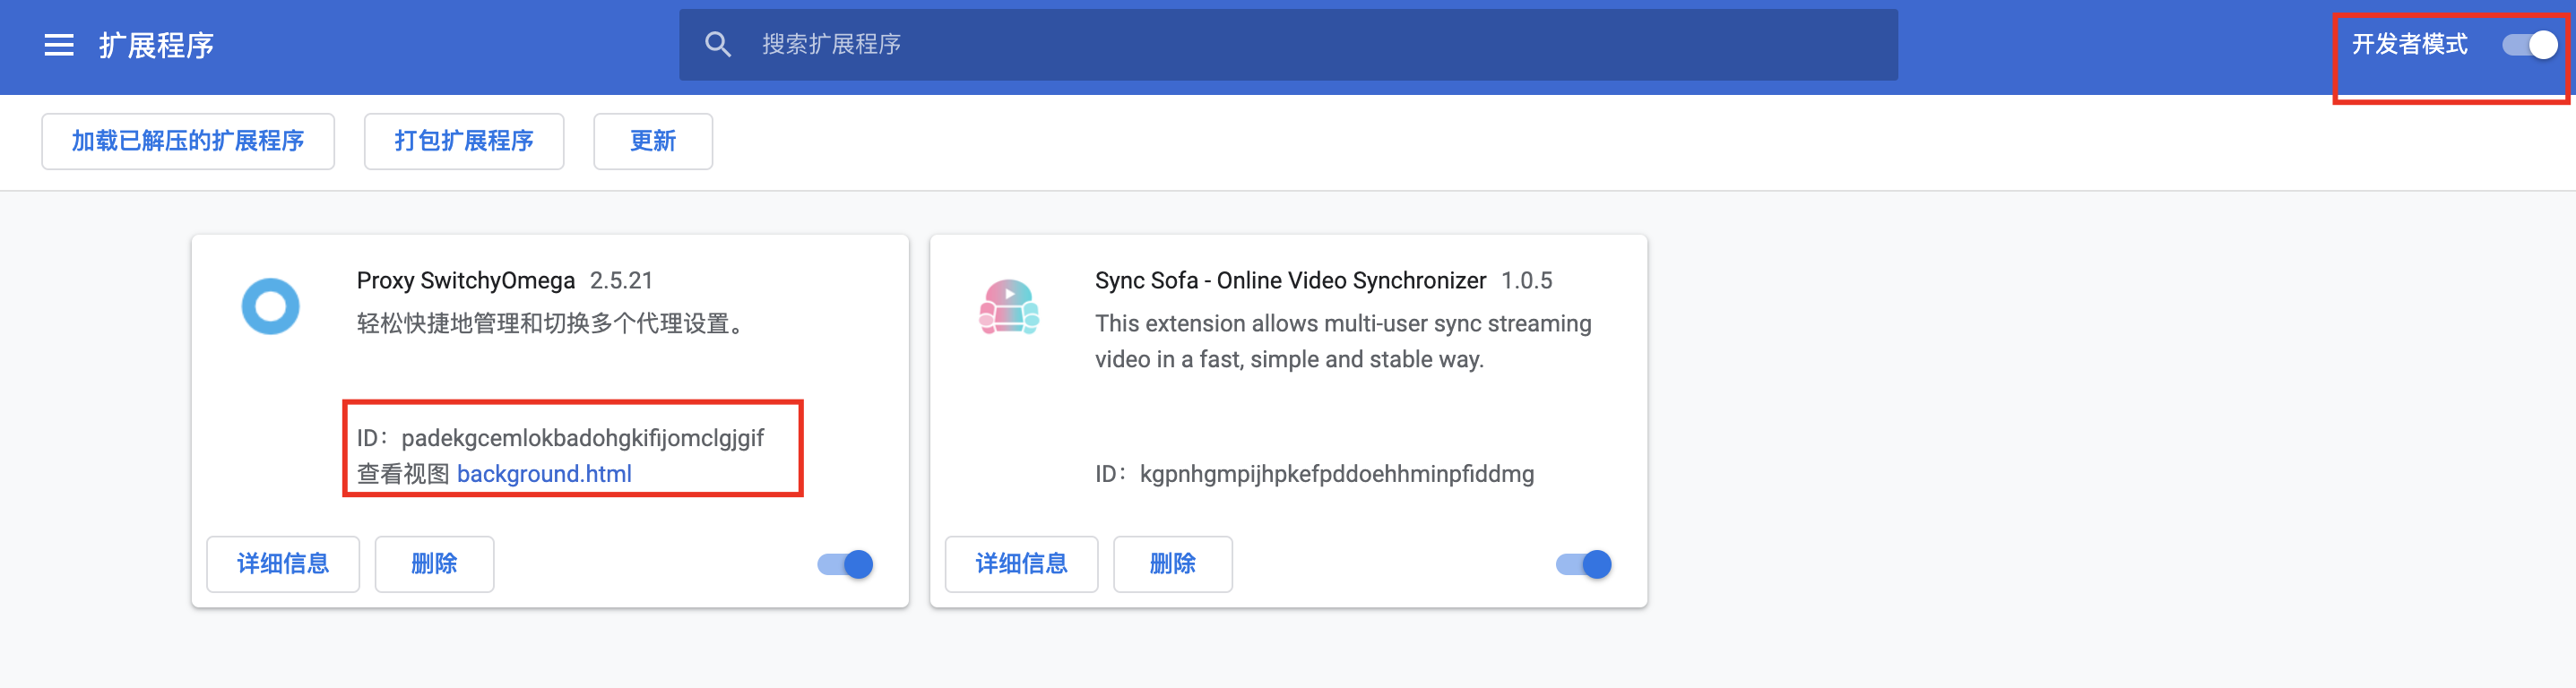 扩展程序
搜索扩展程序
开发者模式
加载已解压的扩展程序
打包扩展程序
更新
Proxy SwitchyOmega 2.5.21
轻松快捷地管理和切换多个代理设置。
ID： padekgcemlokbadohgkifijomclgjgif
查看视图 background.html
详细信息
删除
Sync Sofa - Online Video Synchronizer 1.0.5
This extension allows multi-user sync streaming
video in a fast, simple and stable way.
ID： kgpnhgmpijhpkefpddoehhminpfiddmg
详细信息
删除